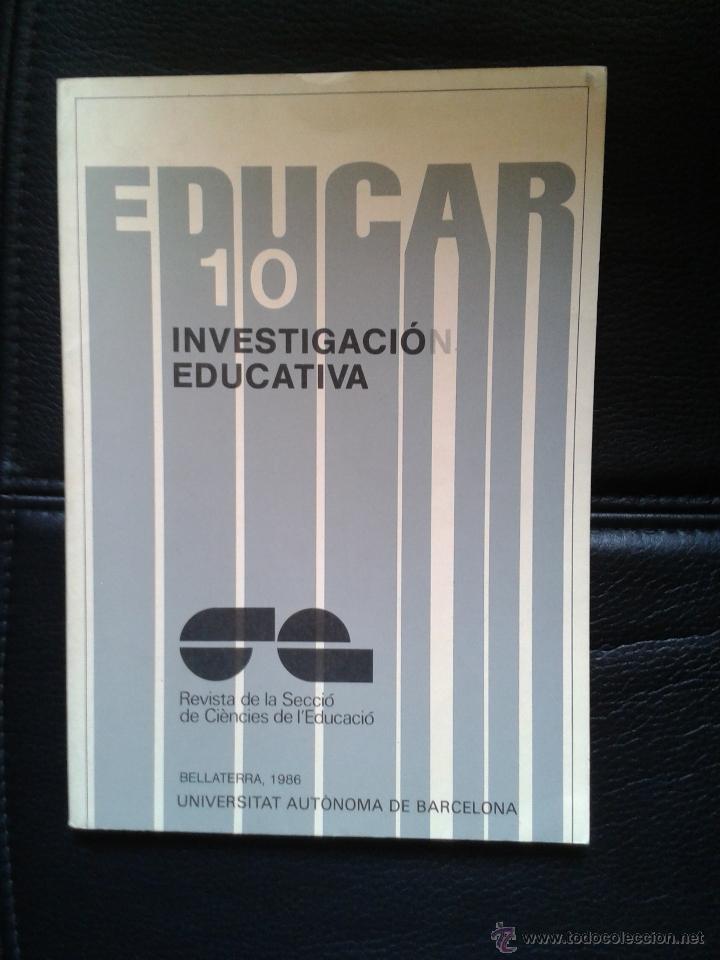 EDUCAR
10
INVESTIGACIÓN
EDUCATIVA
Revista de la Secció
de Ciències de l'Educació
BELLATERRA, 1986
UNIVERSITAT AUTÒNOMA DE BARCELONA
© www.todocoleccion.net